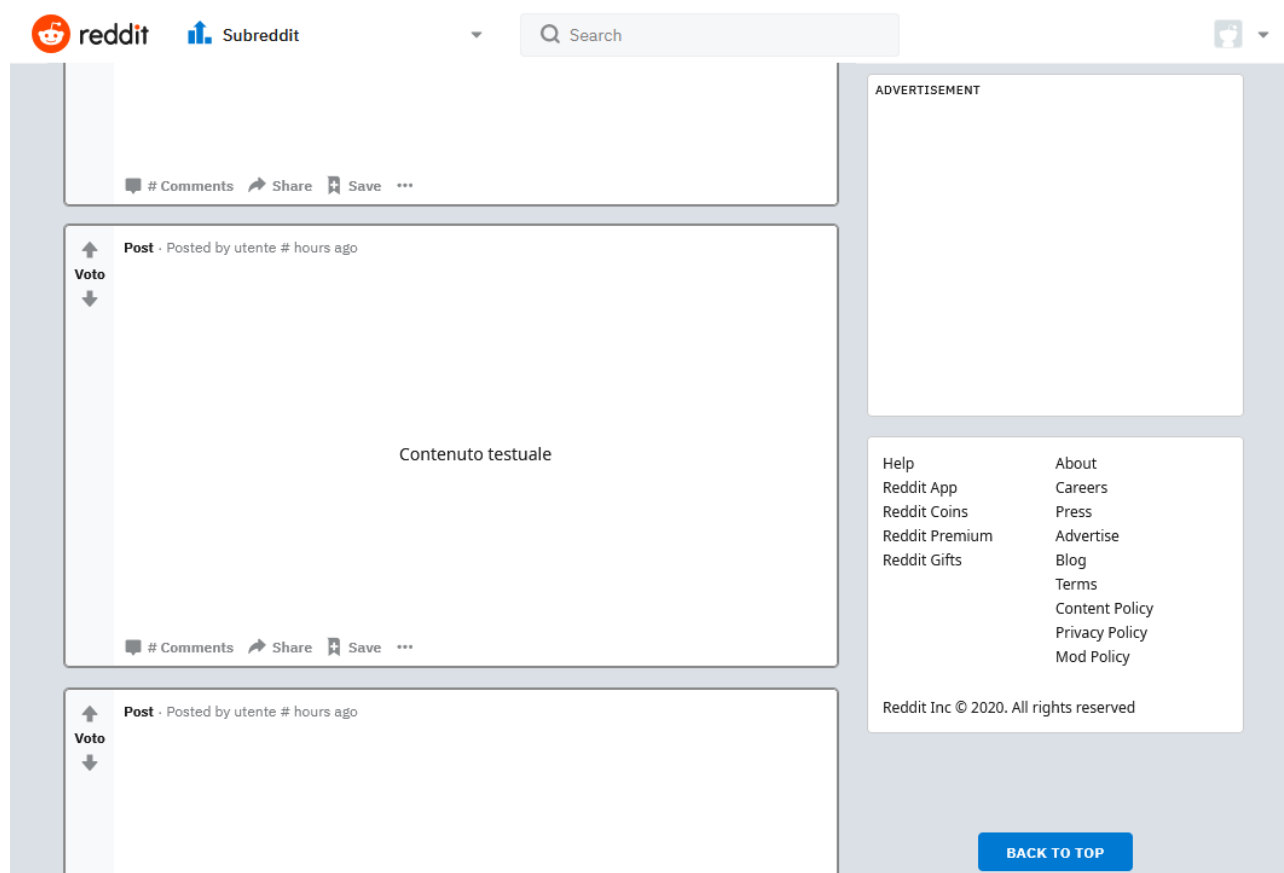 reddit Subreddit Search
# Comments Share Save
Post · Posted by utente # hours ago
Voto
Contenuto testuale
# Comments Share Save
Post · Posted by utente # hours ago
Voto
ADVERTISEMENT
Help
Reddit App
Reddit Coins
Reddit Premium
Reddit Gifts
About
Careers
Press
Advertise
Blog
Terms
Content Policy
Privacy Policy
Mod Policy
Reddit Inc © 2020. All rights reserved
BACK TO TOP